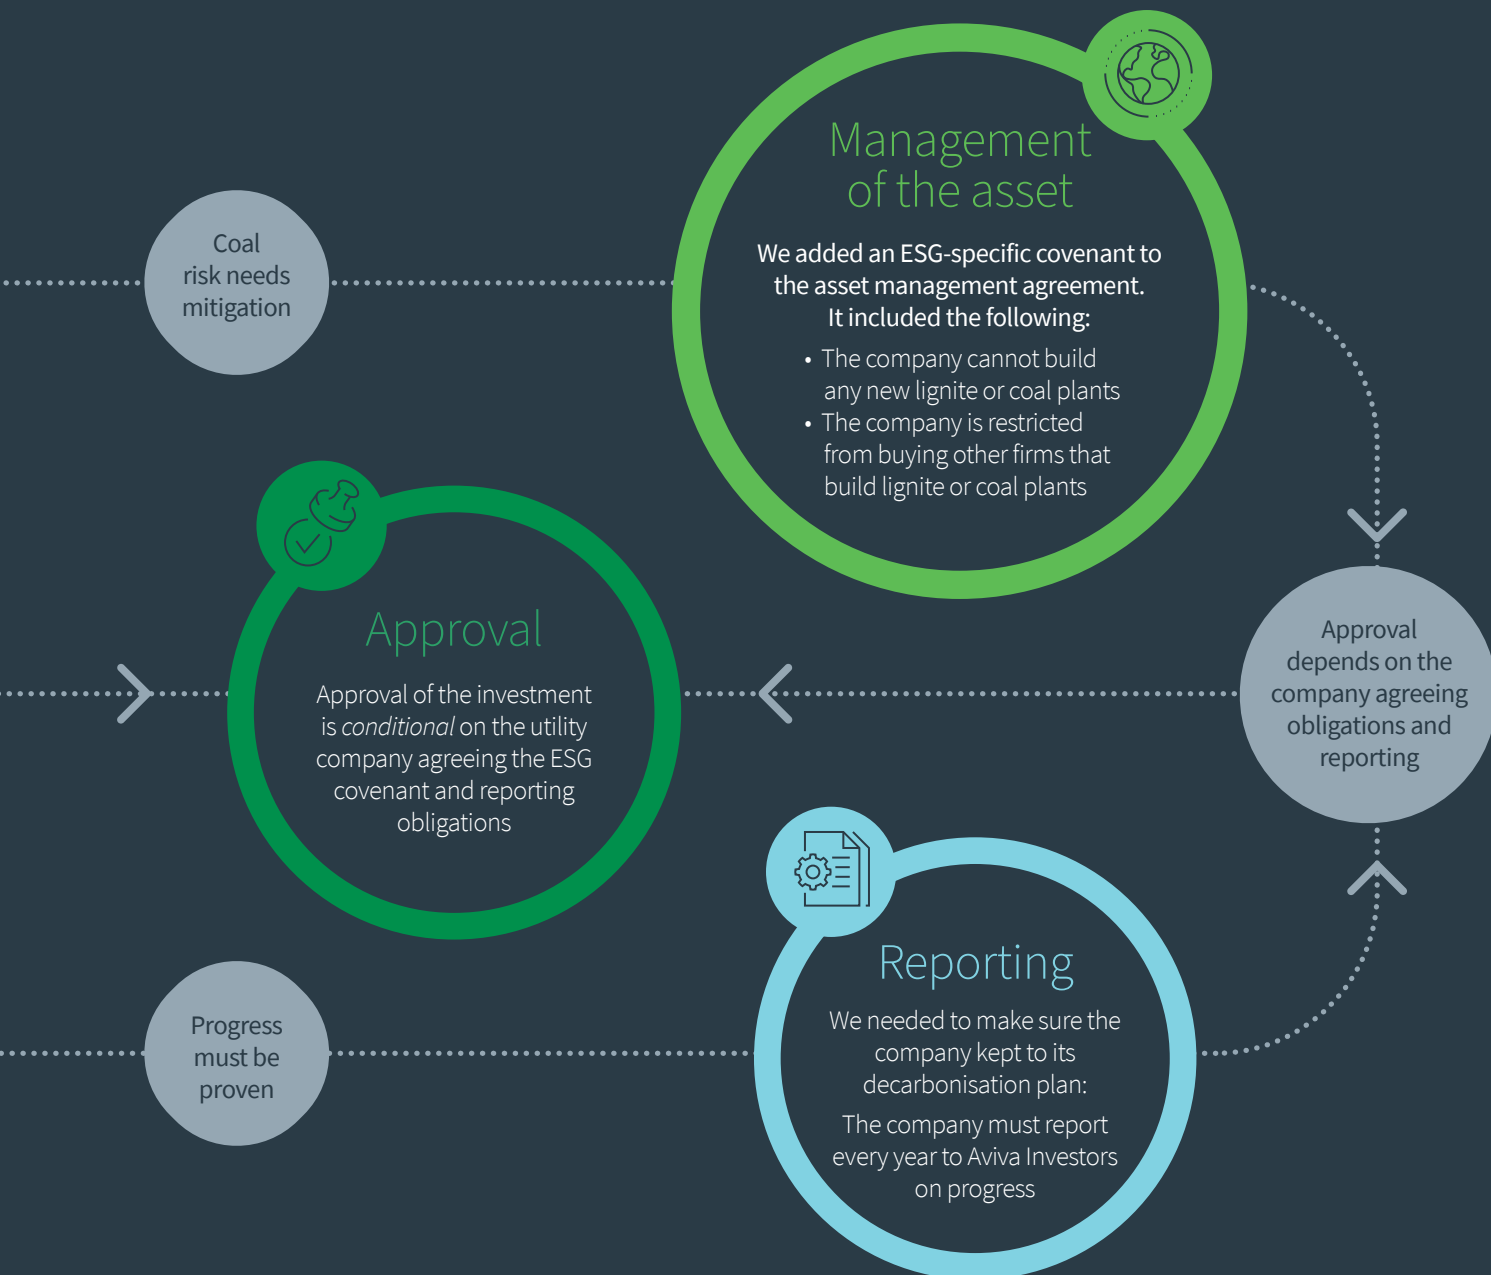 Coal
risk needs
mitigation
Management
of the asset
We added an ESG-specific covenant to
the asset management agreement.
It included the following:
• The company cannot build
any new lignite or coal plants
• The company is restricted
from buying other firms that
build lignite or coal plants
Approval
Approval of the investment
is conditional on the utility
company agreeing the ESG
covenant and reporting
obligations
Approval
depends on the
company agreeing
obligations and
reporting
Progress
must be
proven
Reporting
We needed to make sure the
company kept to its
decarbonisation plan:
The company must report
every year to Aviva Investors
on progress